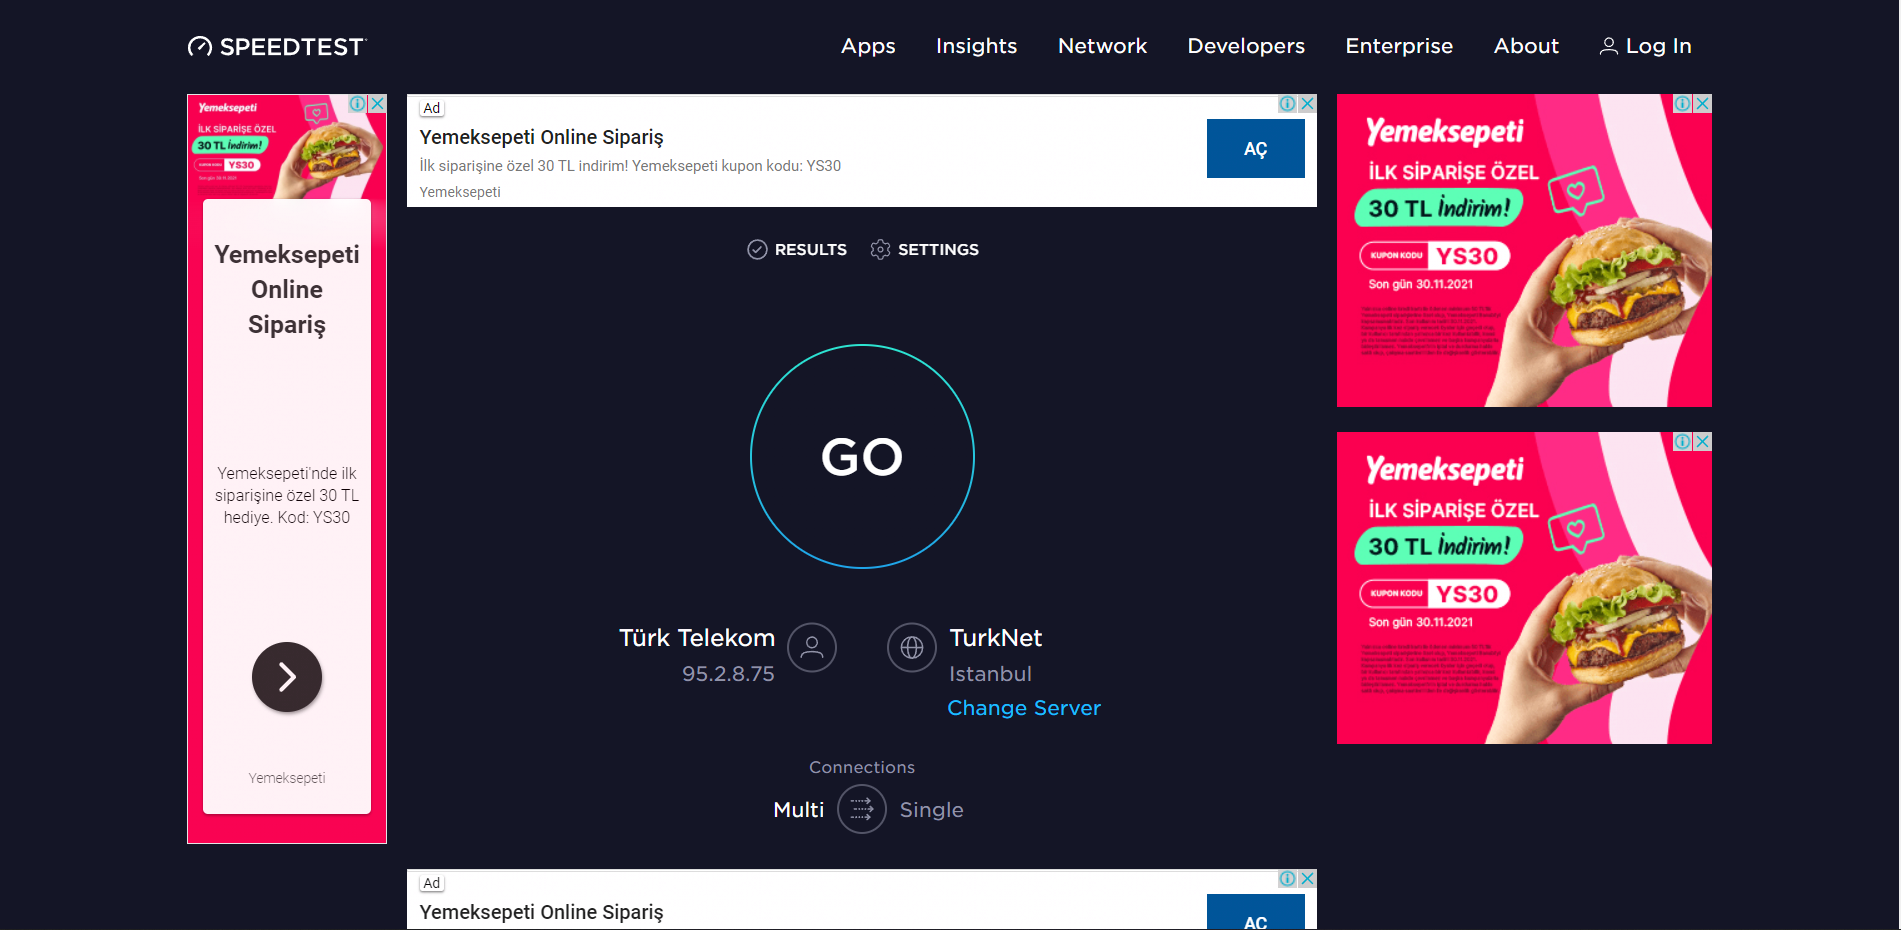 SPEEDTEST
Apps
Insights
Network
Developers
Enterprise
About
Log In
Yemeksepeti
İLK SİPARİŞE ÖZEL
30 TL İndirim!
KUPON KODU YS30
Yemeksepeti
Online
Sipariş
Yemeksepeti'nde ilk
siparişine özel 30 TL
hediye. Kod: YS30
Yemeksepeti
Ad
Yemeksepeti Online Sipariş
İlk siparişine özel 30 TL indirim! Yemeksepeti kupon kodu: YS30
Yemeksepeti
AÇ
RESULTS
SETTINGS
GO
Türk Telekom
95.2.8.75
TurkNet
Istanbul
Change Server
Connections
Multi
Single
Ad
Yemeksepeti Online Sipariş
AÇ
Yemeksepeti
İLK SİPARİŞE ÖZEL
30 TL İndirim!
KUPON KODU YS30
Son gün 30.11.2021
Yemeksepeti
İLK SİPARİŞE ÖZEL
30 TL İndirim!
KUPON KODU YS30
Son gün 30.11.2021